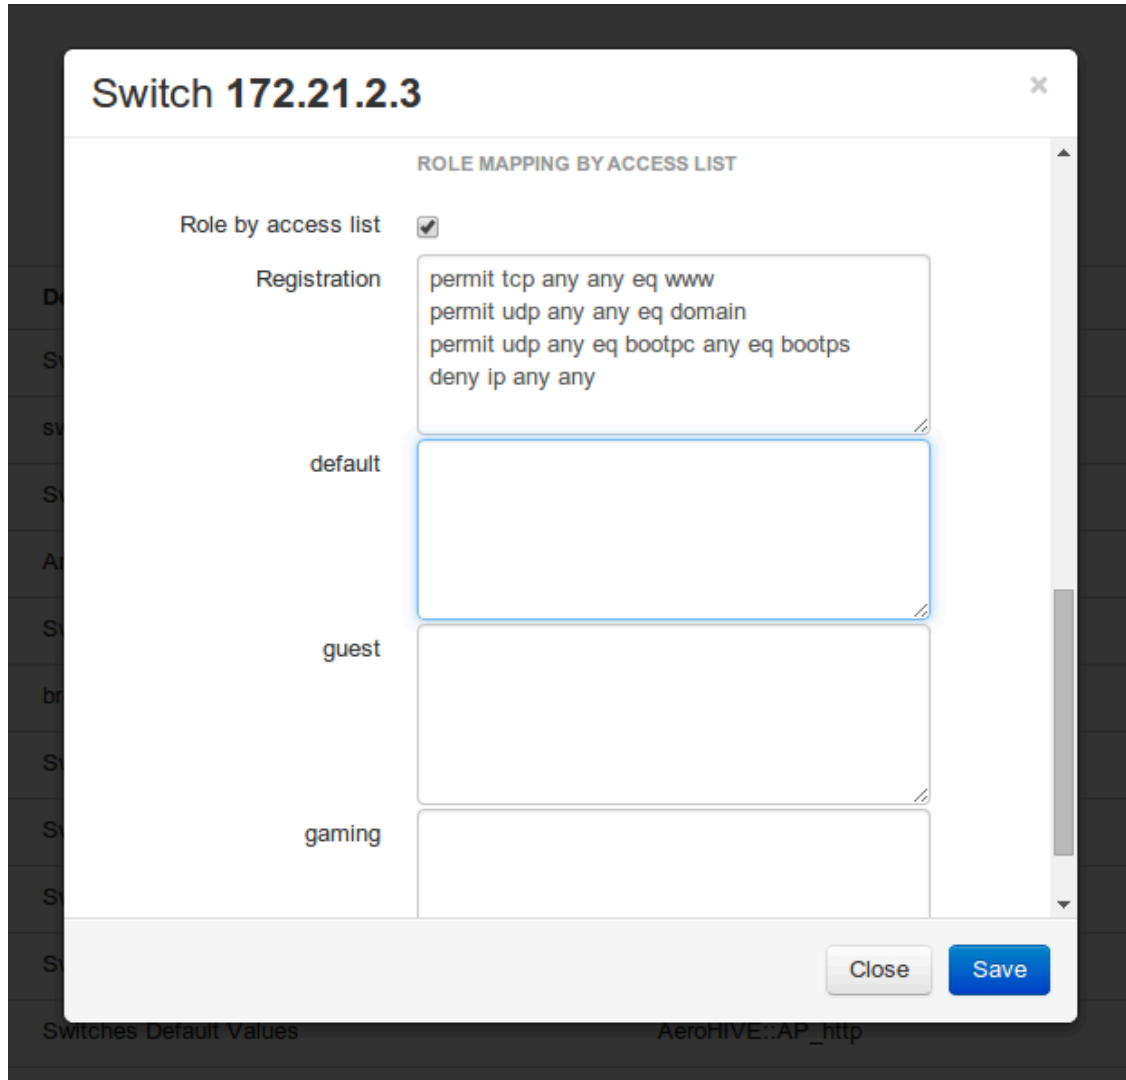 Switch 172.21.2.3
×
ROLE MAPPING BY ACCESS LIST
Role by access list
Registration
permit tcp any any eq www
permit udp any any eq domain
permit udp any eq bootpc any eq bootps
deny ip any any
default
guest
gaming
Close
Save
Switches Default Values
AeroHIVE::AP_http